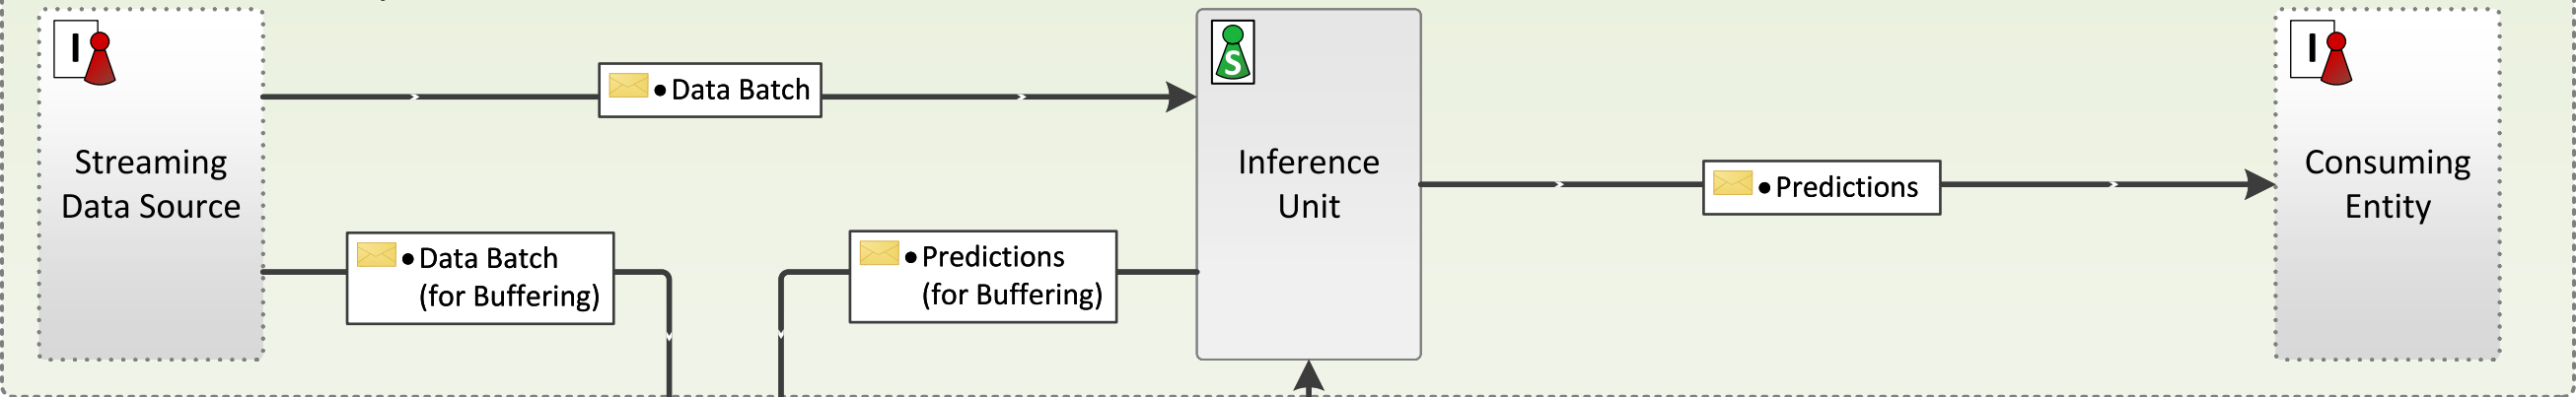 I
S
I
• Data Batch
Streaming
Data Source
Inference
Unit
• Predictions
Consuming
Entity
• Data Batch
(for Buffering)
• Predictions
(for Buffering)